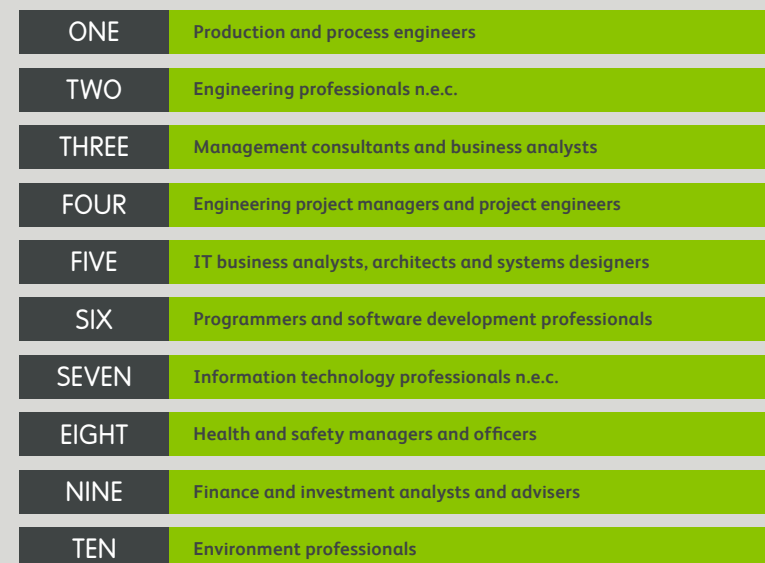 ONE Production and process engineers
TWO Engineering professionals n.e.c.
THREE Management consultants and business analysts
FOUR Engineering project managers and project engineers
FIVE IT business analysts, architects and systems designers
SIX Programmers and software development professionals
SEVEN Information technology professionals n.e.c.
EIGHT Health and safety managers and officers
NINE Finance and investment analysts and advisers
TEN Environment professionals